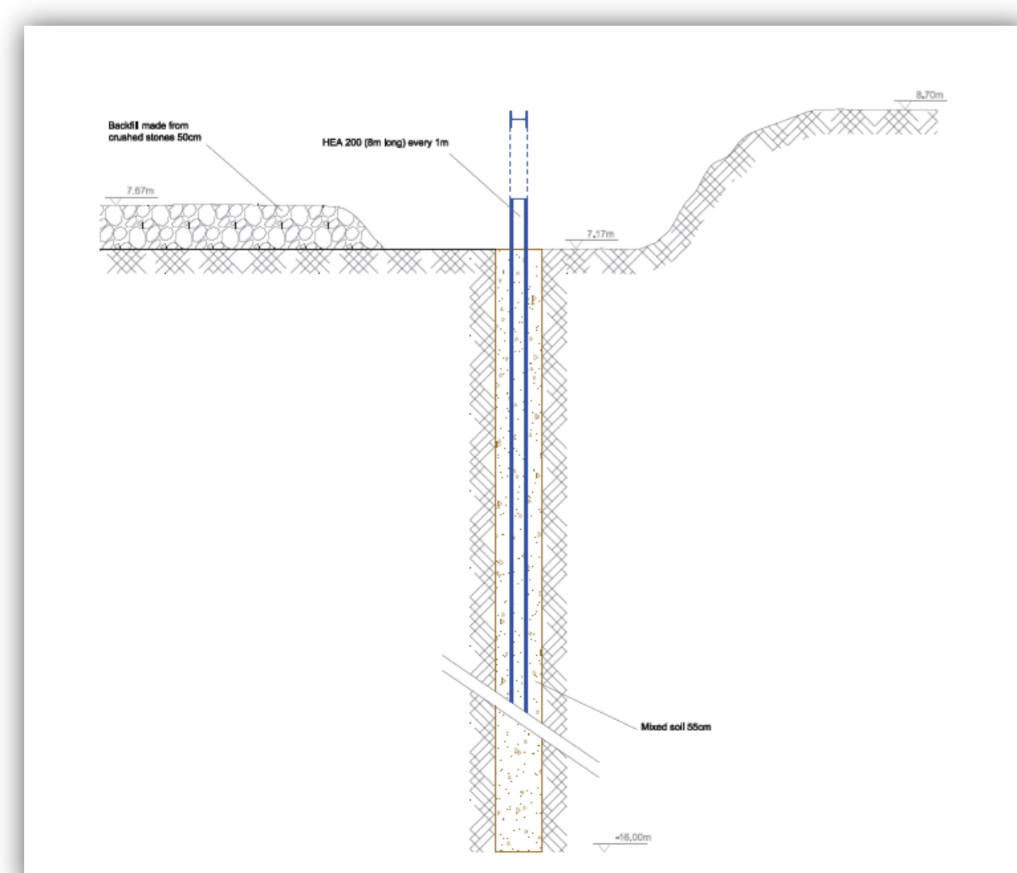 8,70m
Backfill made from
crushed stones 50cm
HEA 200 (8m long) every 1m
7,67m
7,17m
Mixed soil 55cm
-16,00m